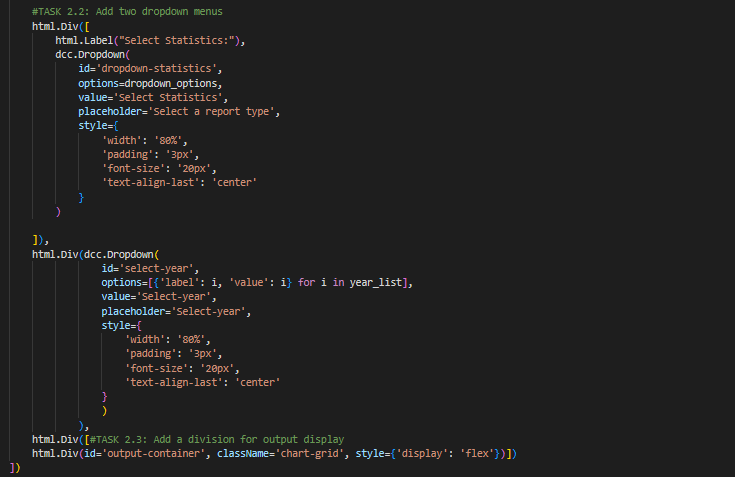 #TASK 2.2: Add two dropdown menus
html.Div([
html.Label("Select Statistics:"),
dcc.Dropdown(
id='dropdown-statistics',
options=dropdown_options,
value='Select Statistics',
placeholder='Select a report type',
style={
'width': '80%',
'padding': '3px',
'font-size': '20px',
'text-align-last': 'center'
}
)
]),
html.Div(dcc.Dropdown(
id='select-year',
options=[{'label': i, 'value': i} for i in year_list],
value='Select-year',
placeholder='Select-year',
style={
'width': '80%',
'padding': '3px',
'font-size': '20px',
'text-align-last': 'center'
}
)
),
html.Div([#TASK 2.3: Add a division for output display
html.Div(id='output-container', className='chart-grid', style={'display': 'flex'})])
])